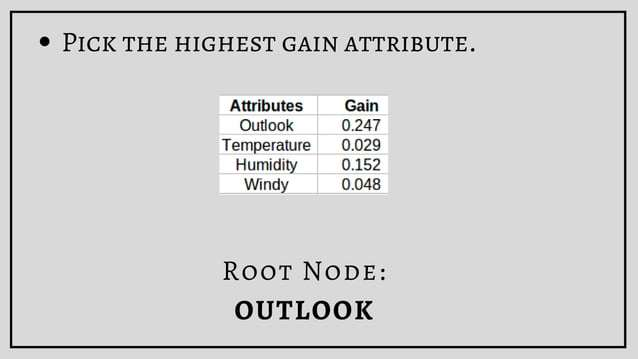 • Pick the highest gain attribute.
Attributes Gain
Outlook 0.247
Temperature 0.029
Humidity 0.152
Windy 0.048
Root Node:
OUTLOOK